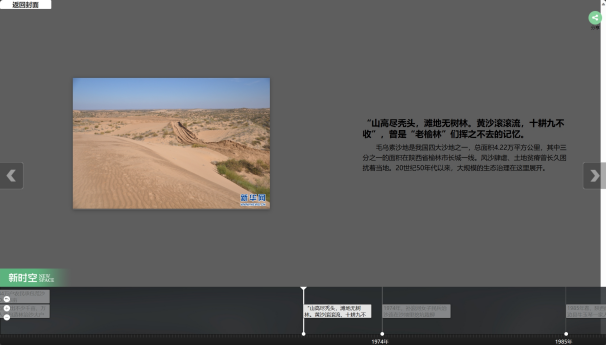 返回封面
“山高尽秃头，滩地无树林。黄沙滚滚流，十耕九不
收”，曾是“老榆林”们挥之不去的记忆。
毛乌素沙地是我国四大沙地之一，总面积4.22万平方公里，其中三
分之一的面积在陕西省榆林市长城一线。风沙肆虐、土地贫瘠曾长久困
扰着当地。20世纪50年代以来，大规模的生态治理在这里展开。
新华网
新时空 NEW
SPACE
“山高尽秃头，滩地无树
林。黄沙滚滚流，十耕九不
1974年
1985年